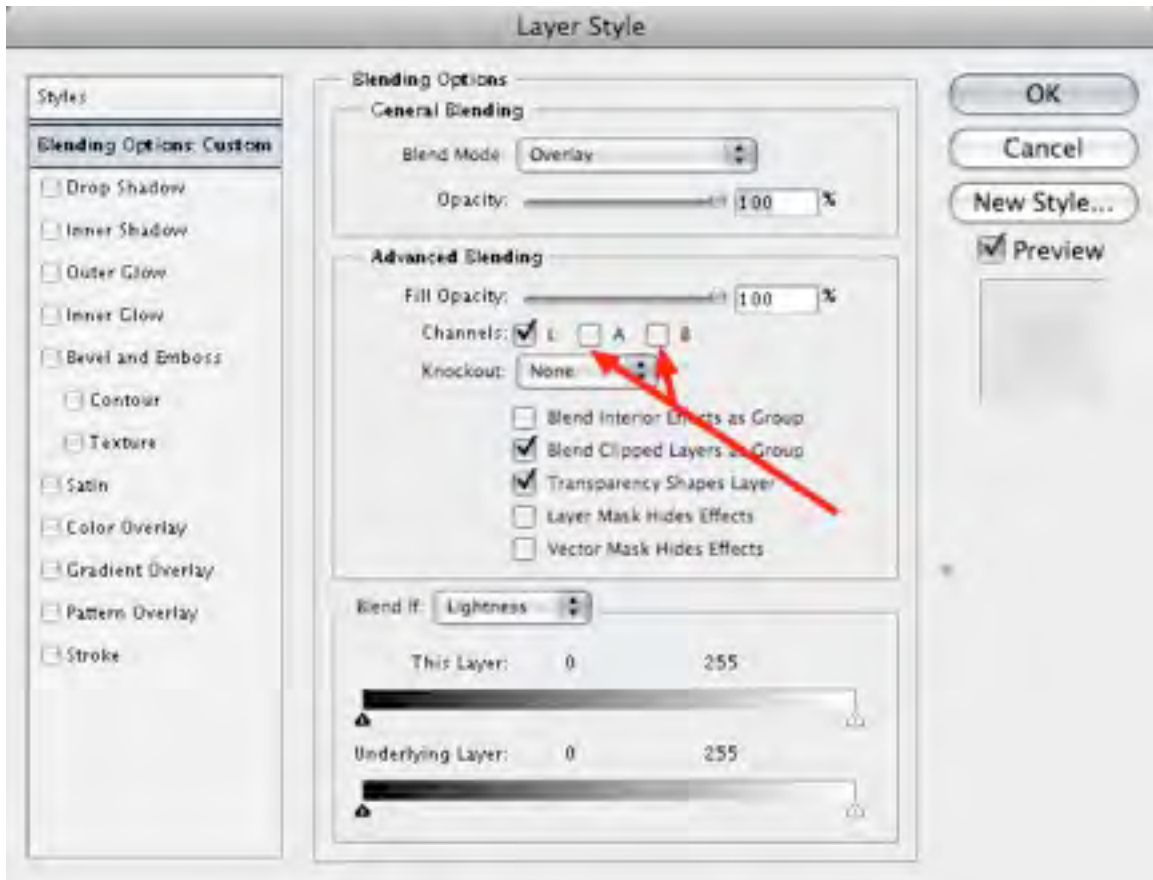 Layer Style
Styles
Blending Options: Custom
Drop Shadow
Inner Shadow
Outer Glow
Inner Glow
Bevel and Emboss
Contour
Texture
Satin
Color Overlay
Gradient Overlay
Pattern Overlay
Stroke
Blending Options
General Blending
Blend Mode: Overlay
Opacity: 100 %
Advanced Blending
Fill Opacity: 100 %
Channels: L A B
Knockout: None
Blend Interior Effects as Group
Blend Clipped Layers as Group
Transparency Shapes Layer
Layer Mask Hides Effects
Vector Mask Hides Effects
Blend If: Lightness
This Layer: 0 255
Underlying Layer: 0 255
OK
Cancel
New Style...
Preview